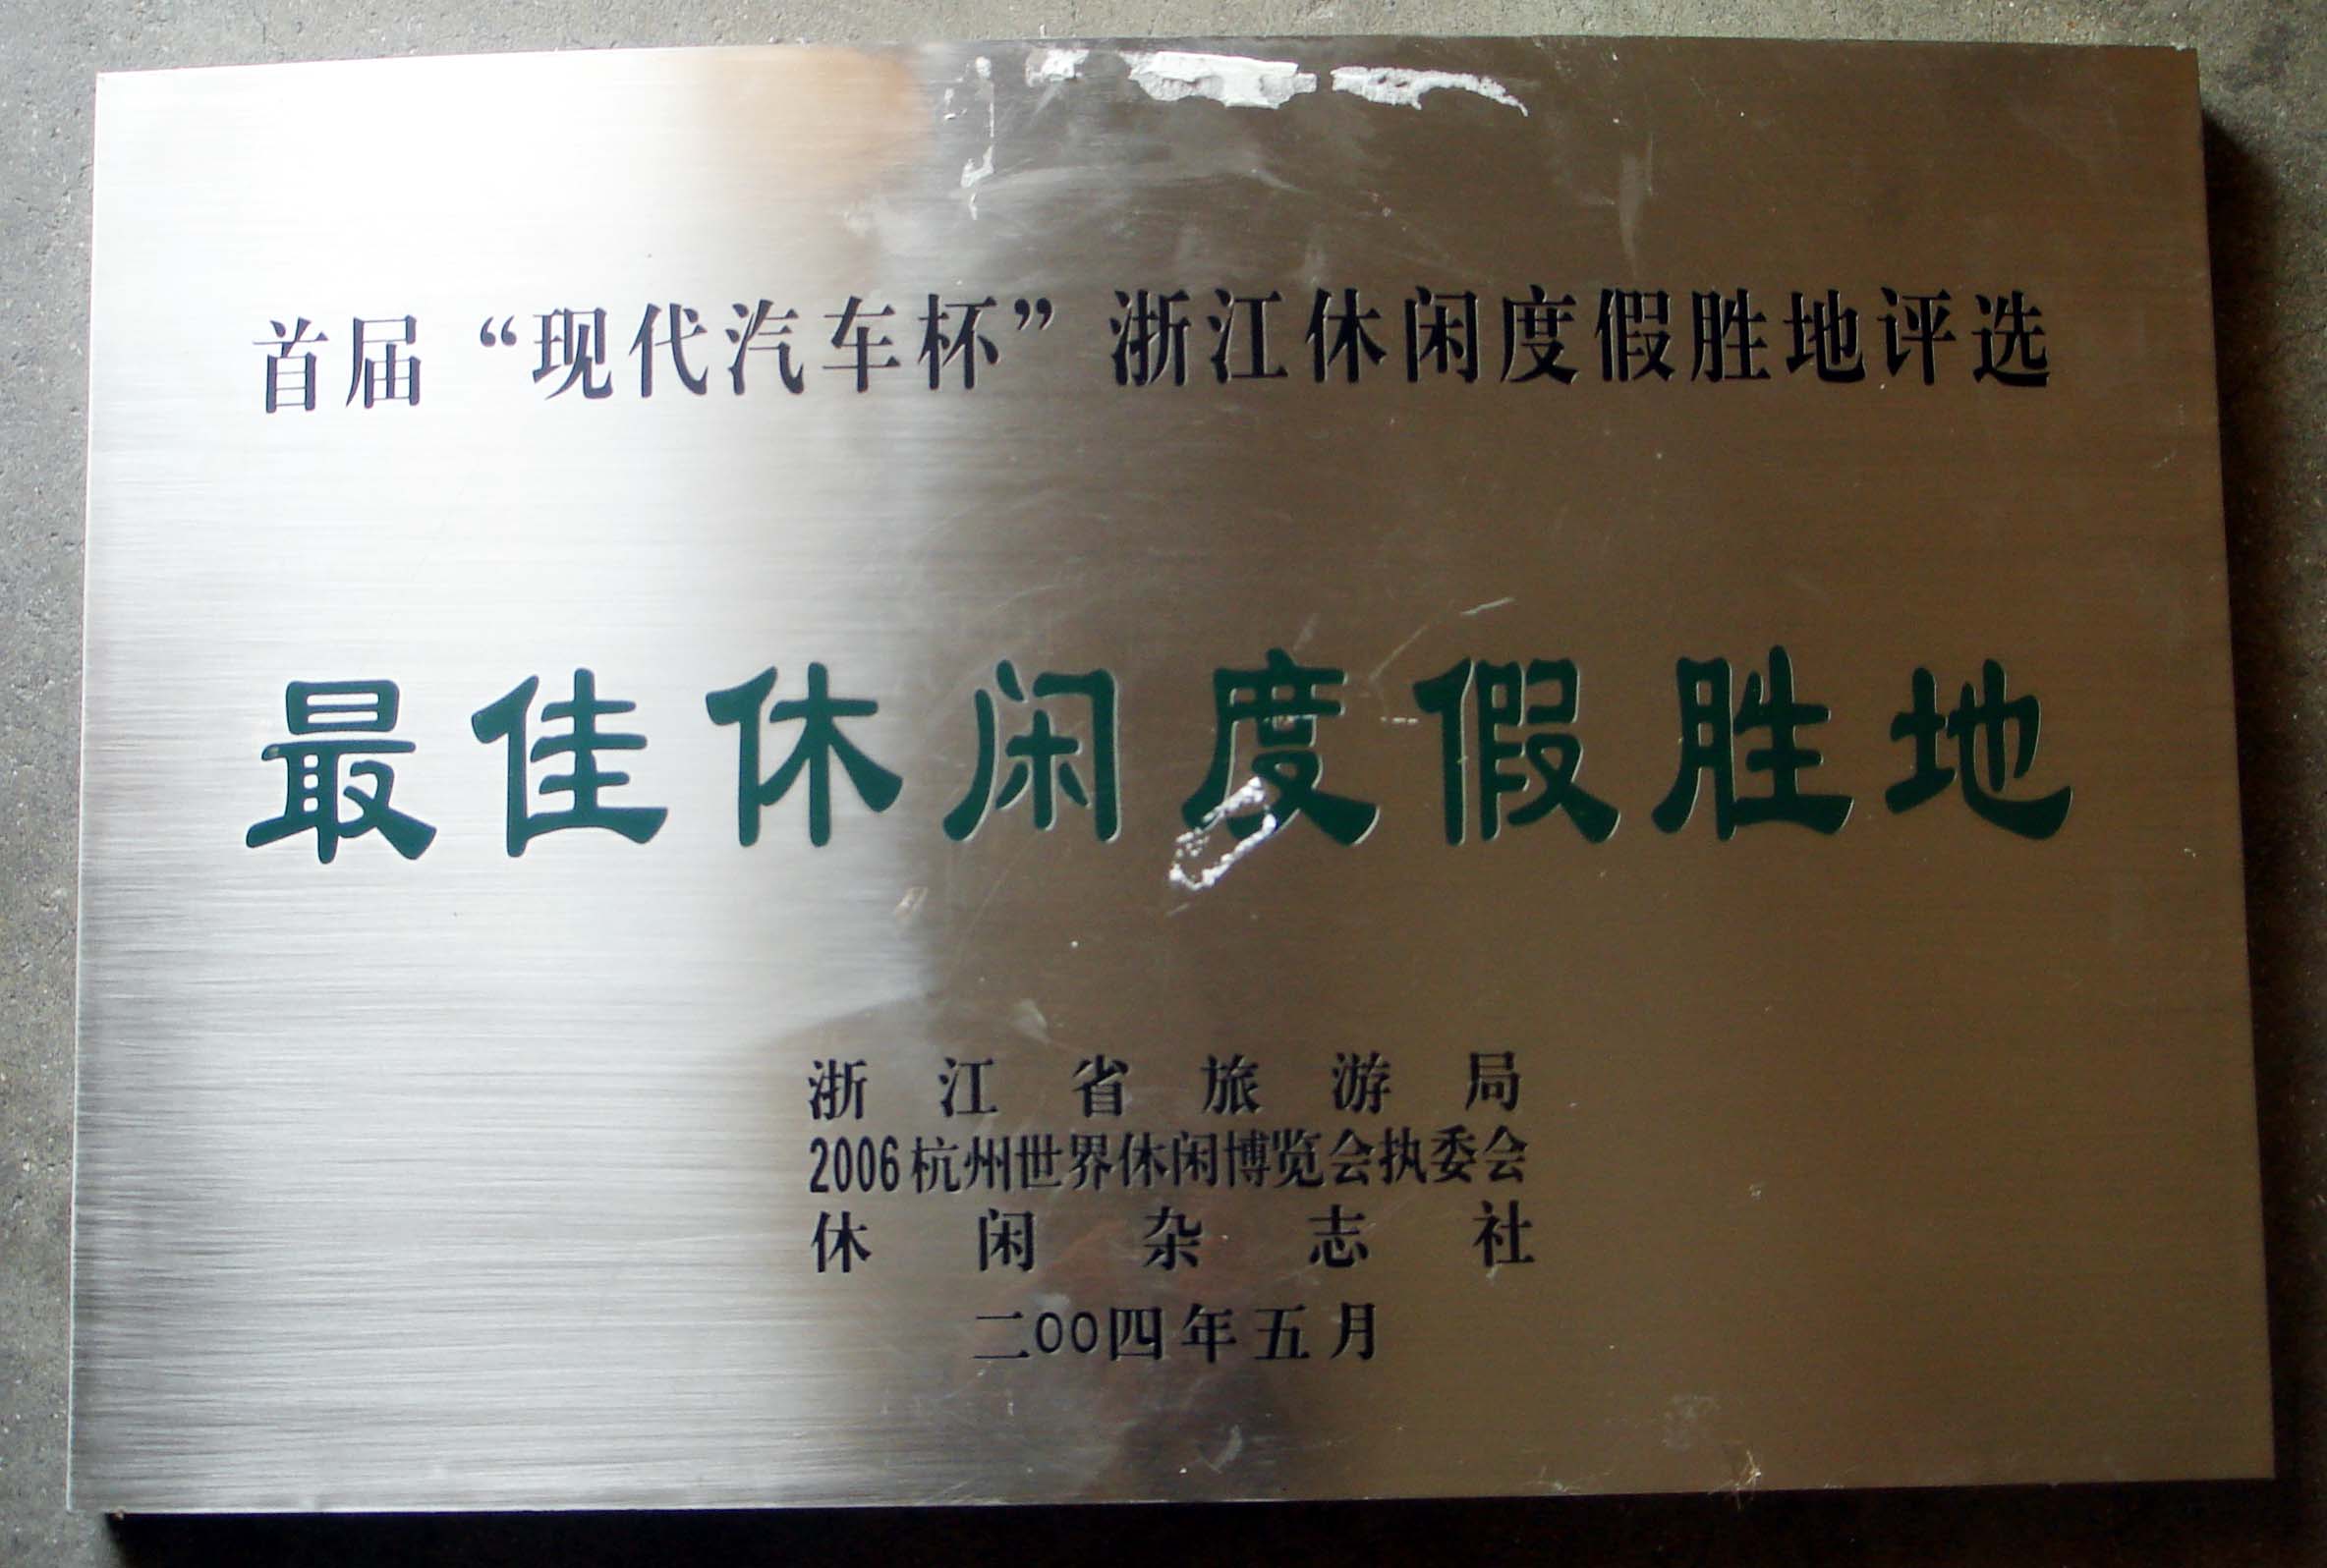 首届“现代汽车杯”浙江休闲度假胜地评选
最佳休闲度假胜地
浙江省旅游局
2006杭州世界休闲博览会执委会
休闲杂志社
二〇〇四年五月